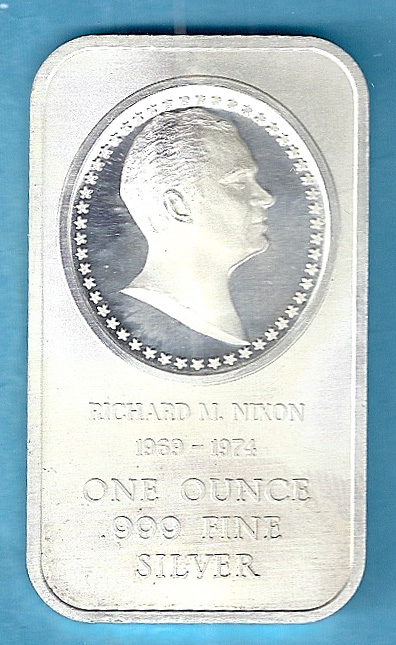 RICHARD M. NIXON
1969 - 1974
ONE OUNCE
.999 FINE
SILVER